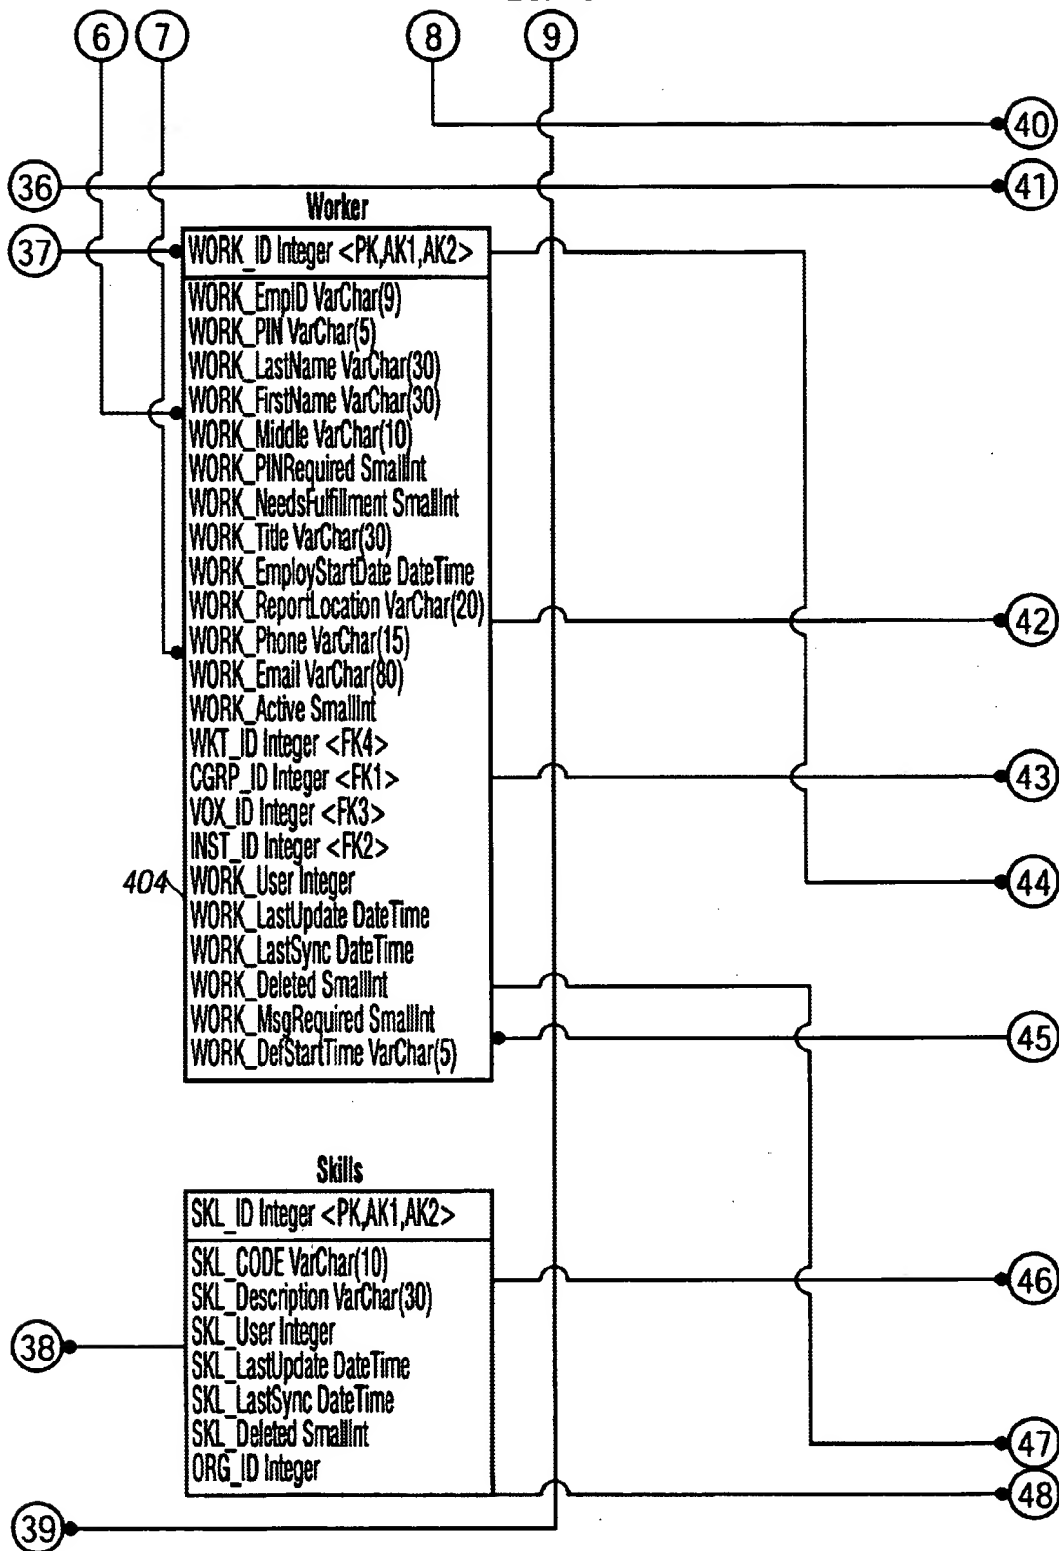 6 7 8 9
40
36
41
Worker
37
WORK_ID Integer <PK,AK1,AK2>
WORK_EmpID VarChar(9)
WORK_PIN VarChar(5)
WORK_LastName VarChar(30)
WORK_FirstName VarChar(30)
WORK_Middle VarChar(10)
WORK_PINRequired SmallInt
WORK_NeedsFulfillment SmallInt
WORK_Title VarChar(30)
WORK_EmployStartDate DateTime
WORK_ReportLocation VarChar(20)
42
WORK_Phone VarChar(15)
WORK_Email VarChar(80)
WORK_Active SmallInt
WKT_ID Integer <FK4>
CGRP_ID Integer <FK1>
43
VOX_ID Integer <FK3>
INST_ID Integer <FK2>
404
WORK_User Integer
44
WORK_LastUpdate DateTime
WORK_LastSync DateTime
WORK_Deleted SmallInt
WORK_MsgRequired SmallInt
45
WORK_DefStartTime VarChar(5)
Skills
SKL_ID Integer <PK,AK1,AK2>
SKL_CODE VarChar(10)
46
SKL_Description VarChar(30)
SKL_User Integer
38
SKL_LastUpdate DateTime
SKL_LastSync DateTime
SKL_Deleted SmallInt
47
ORG_ID Integer
48
39